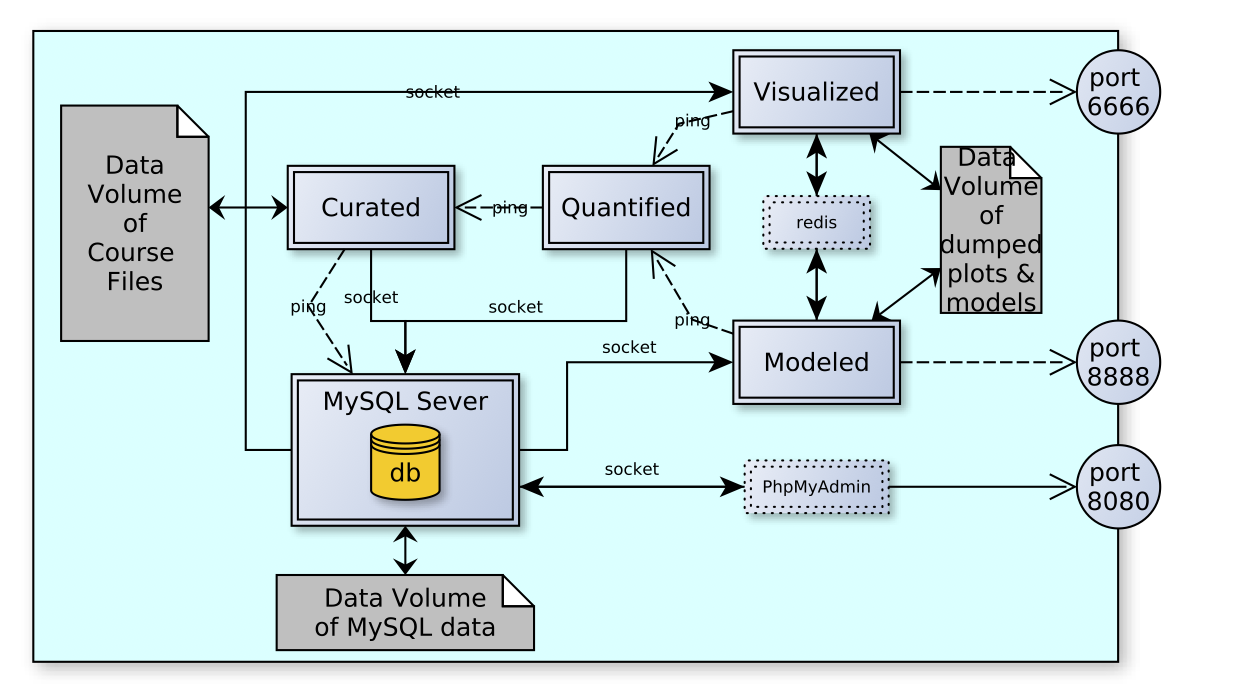 socket
Visualized
port
6666
ping
Data
Volume
of
Course
Files
Data
Volume
of
dumped
plots &
models
Curated
ping
Quantified
redis
ping
socket
socket
ping
socket
Modeled
port
8888
MySQL Sever
db
socket
PhpMyAdmin
port
8080
Data Volume
of MySQL data